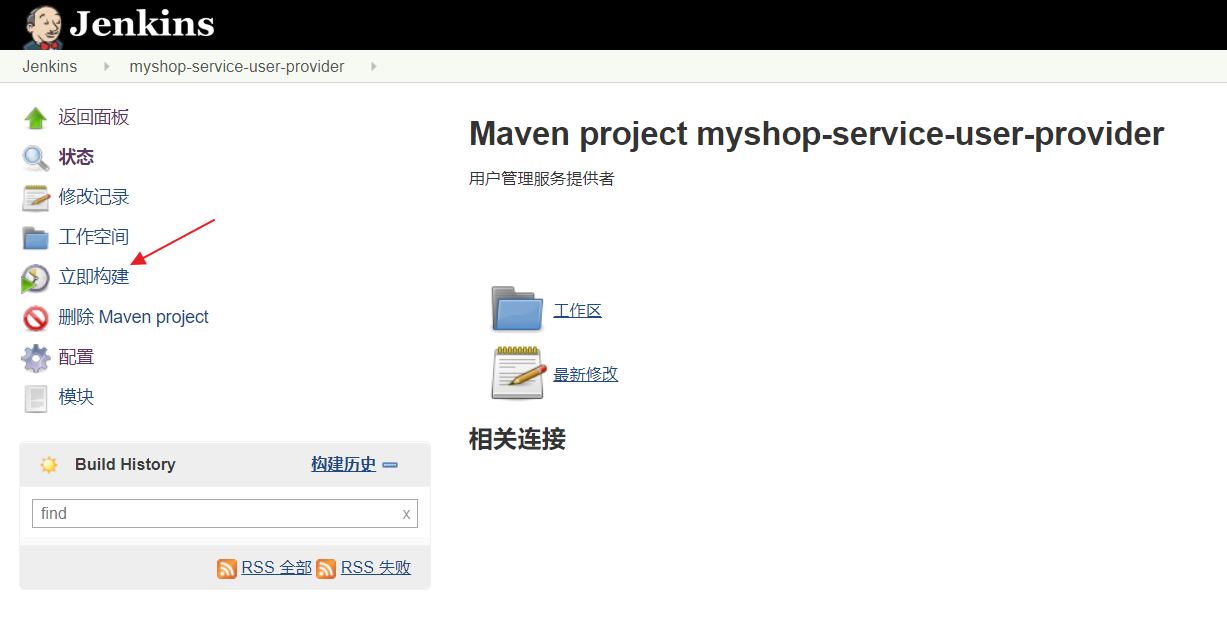 Jenkins
Jenkins myshop-service-user-provider
返回面板
状态
修改记录
工作空间
立即构建
删除 Maven project
配置
模块
Build History 构建历史
find x
RSS 全部 RSS 失败
Maven project myshop-service-user-provider
用户管理服务提供者
工作区
最新修改
相关连接